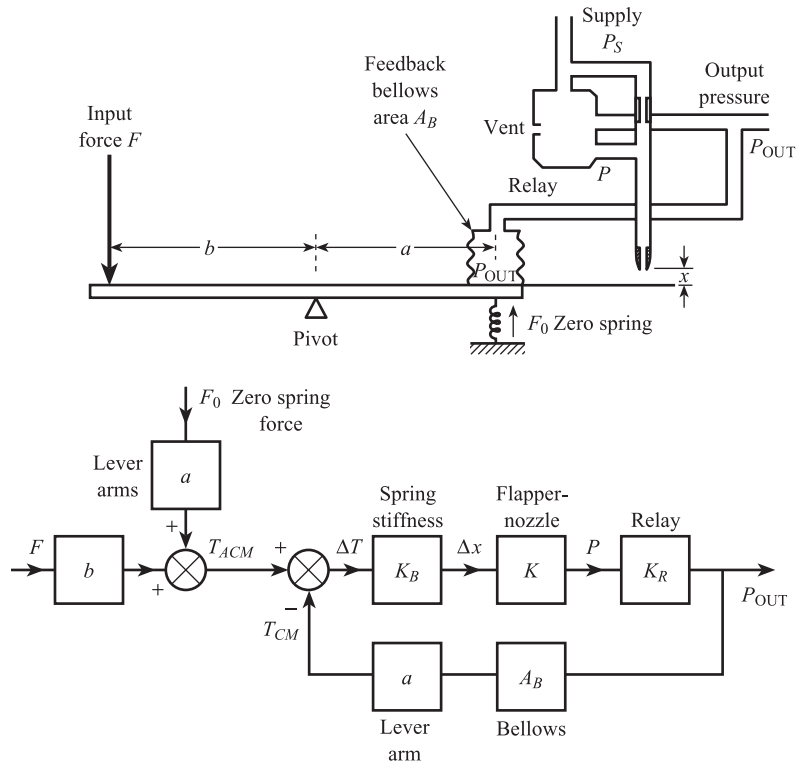 Supply
P_S
Feedback
bellows
area A_B
Output
pressure
Input
force F
Vent
P_OUT
P
Relay
b
a
P_OUT
x
F_0 Zero spring
Pivot
F_0 Zero spring
force
Lever
arms
a
Spring
stiffness
Flapper-
nozzle
Relay
+
F
b
+
T_ACM
+
ΔT
K_B
Δx
K
P
K_R
P_OUT
−
T_CM
a
A_B
Lever
arm
Bellows